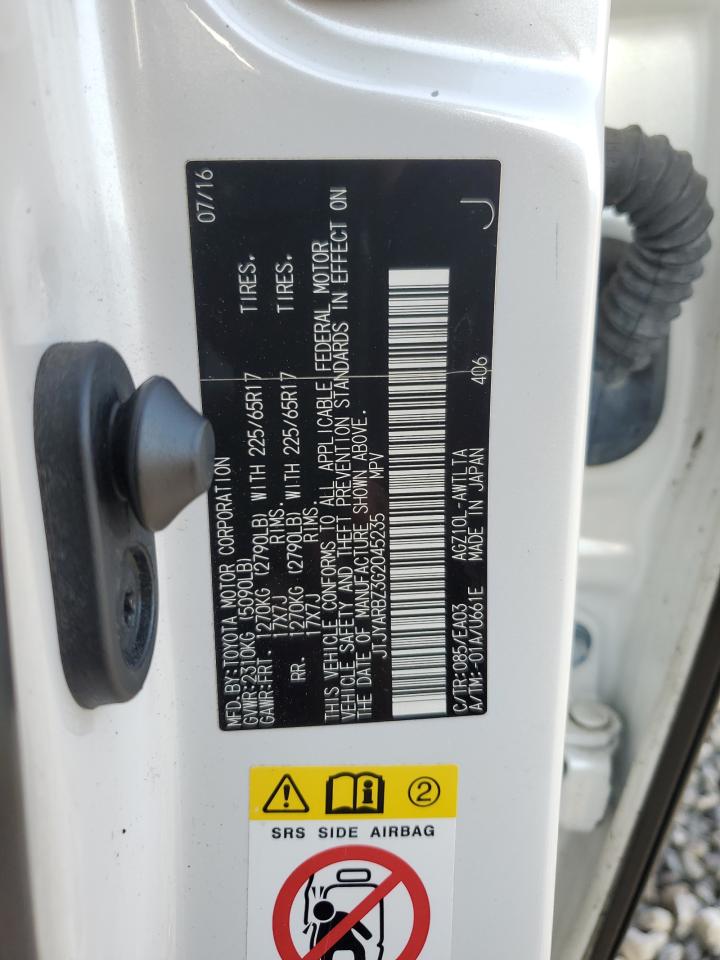 MFD.BY:TOYOTA MOTOR CORPORATION 07/16
GVWR:2310KG (5090LB)
GAWR:FRT. 1270KG (2790LB) WITH 225/65R17 TIRES.
17X7J RIMS.
RR. 1270KG (2790LB) WITH 225/65R17 TIRES.
17X7J RIMS.
THIS VEHICLE CONFORMS TO ALL APPLICABLE FEDERAL MOTOR
VEHICLE SAFETY AND THEFT PREVENTION STANDARDS IN EFFECT ON
THE DATE OF MANUFACTURE SHOWN ABOVE.
JTJYARBZ3G2045235 MPV
C/TR:085/EA03 AGZ10L-AWTLTA 406
A/TM:-01A/U661E MADE IN JAPAN
J
2
SRS SIDE AIRBAG